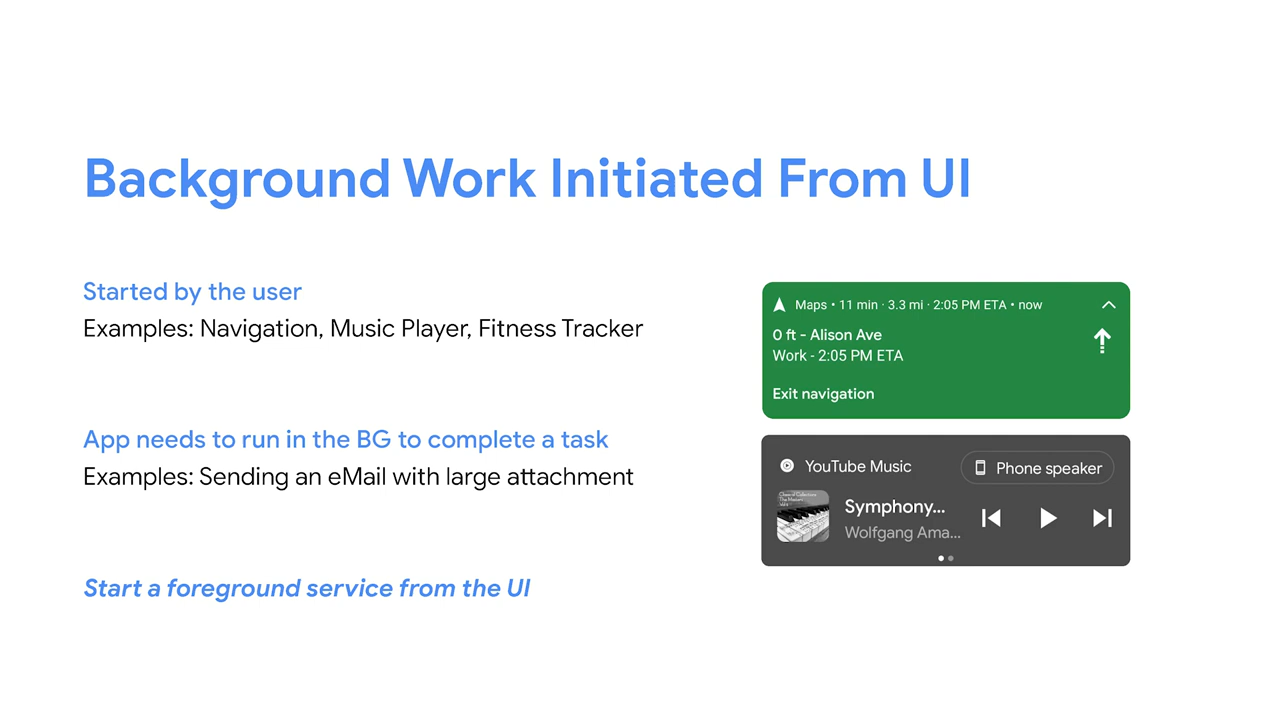 Background Work Initiated From UI
Started by the user
Examples: Navigation, Music Player, Fitness Tracker
App needs to run in the BG to complete a task
Examples: Sending an eMail with large attachment
Start a foreground service from the UI
Maps • 11 min · 3.3 mi · 2:05 PM ETA • now
0 ft - Alison Ave
Work - 2:05 PM ETA
Exit navigation
YouTube Music
Phone speaker
Symphony...
Wolfgang Ama...